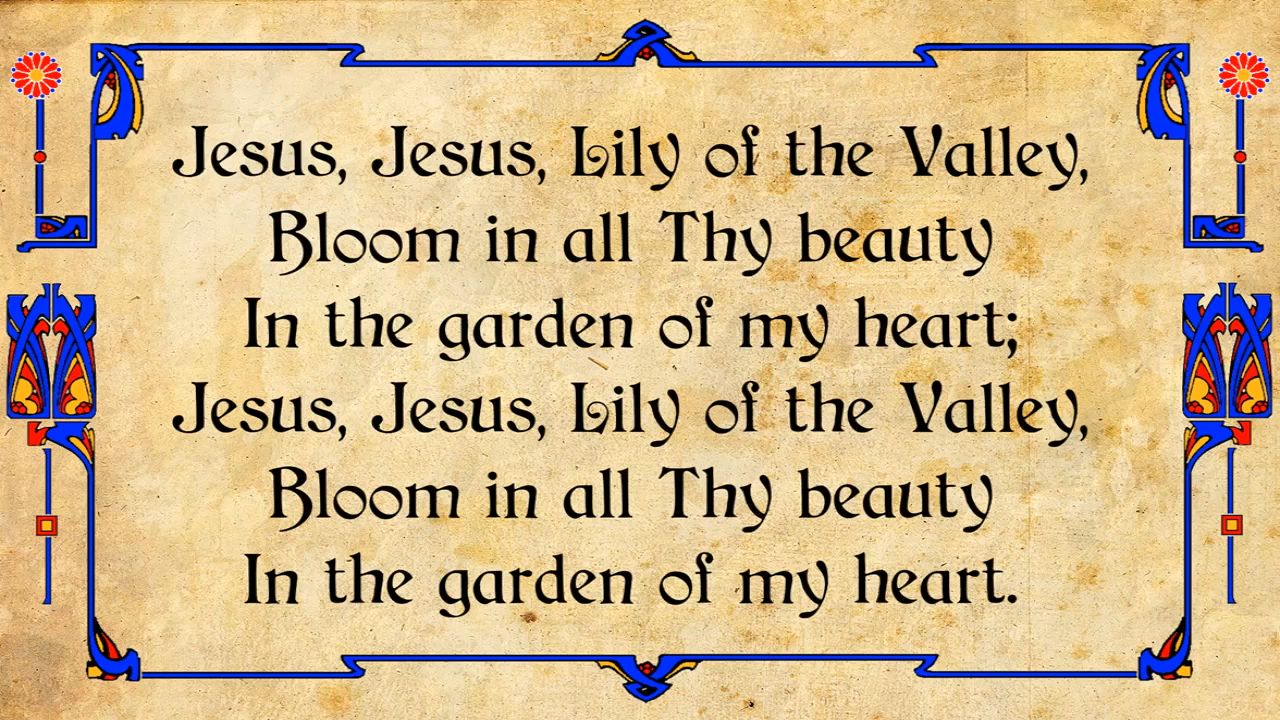 Jesus, Jesus, Lily of the Valley,
Bloom in all Thy beauty
In the garden of my heart;
Jesus, Jesus, Lily of the Valley,
Bloom in all Thy beauty
In the garden of my heart.